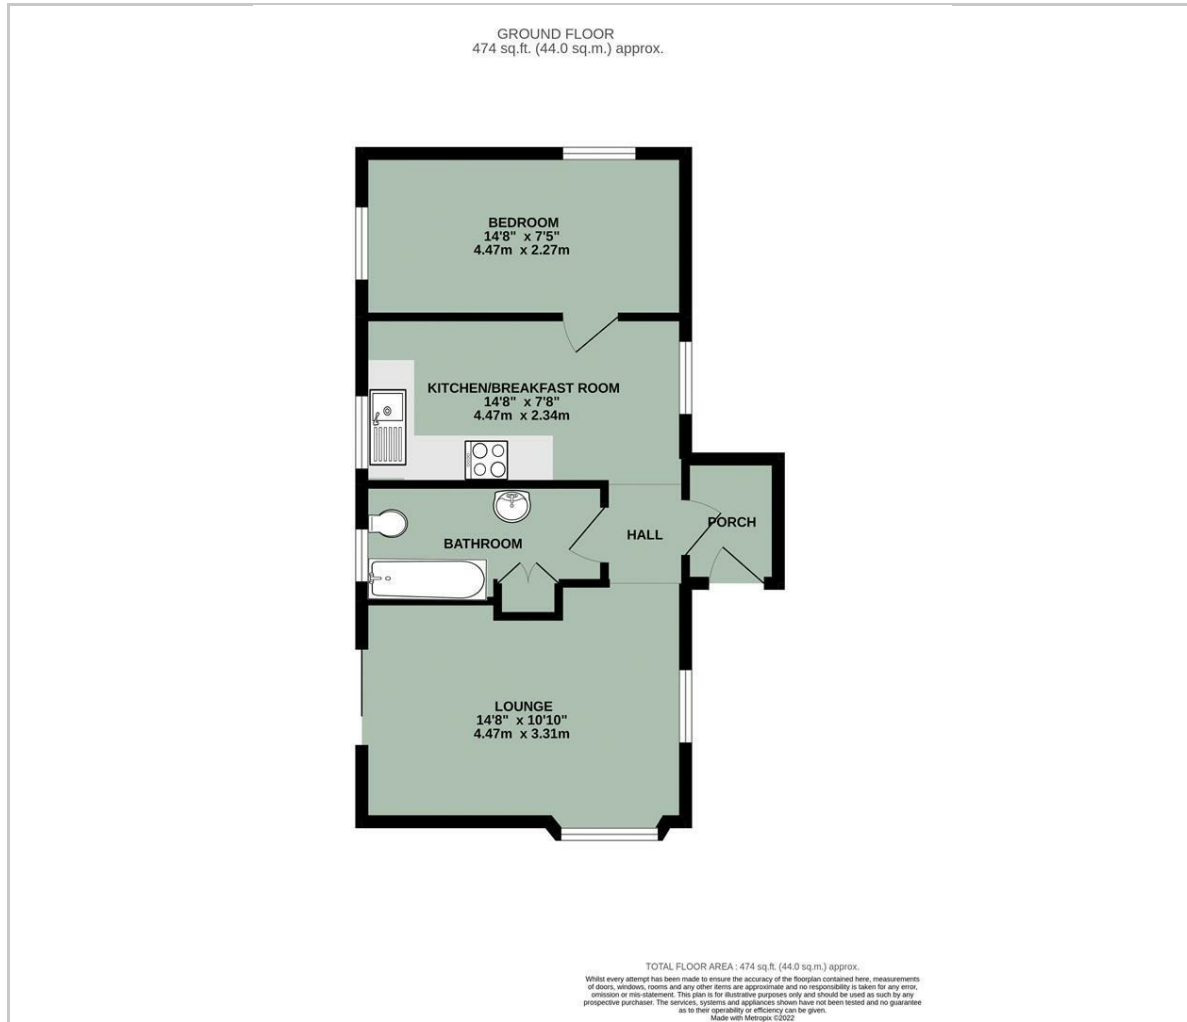 GROUND FLOOR
474 sq.ft. (44.0 sq.m.) approx.
BEDROOM
14'8" x 7'5"
4.47m x 2.27m
KITCHEN/BREAKFAST ROOM
14'8" x 7'8"
4.47m x 2.34m
HALL
PORCH
BATHROOM
LOUNGE
14'8" x 10'10"
4.47m x 3.31m
TOTAL FLOOR AREA : 474 sq.ft. (44.0 sq.m.) approx.
Whilst every attempt has been made to ensure the accuracy of the floorplan contained here, measurements
of doors, windows, rooms and any other items are approximate and no responsibility is taken for any error,
omission or mis-statement. This plan is for illustrative purposes only and should be used as such by any
prospective purchaser. The services, systems and appliances shown have not been tested and no guarantee
as to their operability or efficiency can be given.
Made with Metropix ©2022